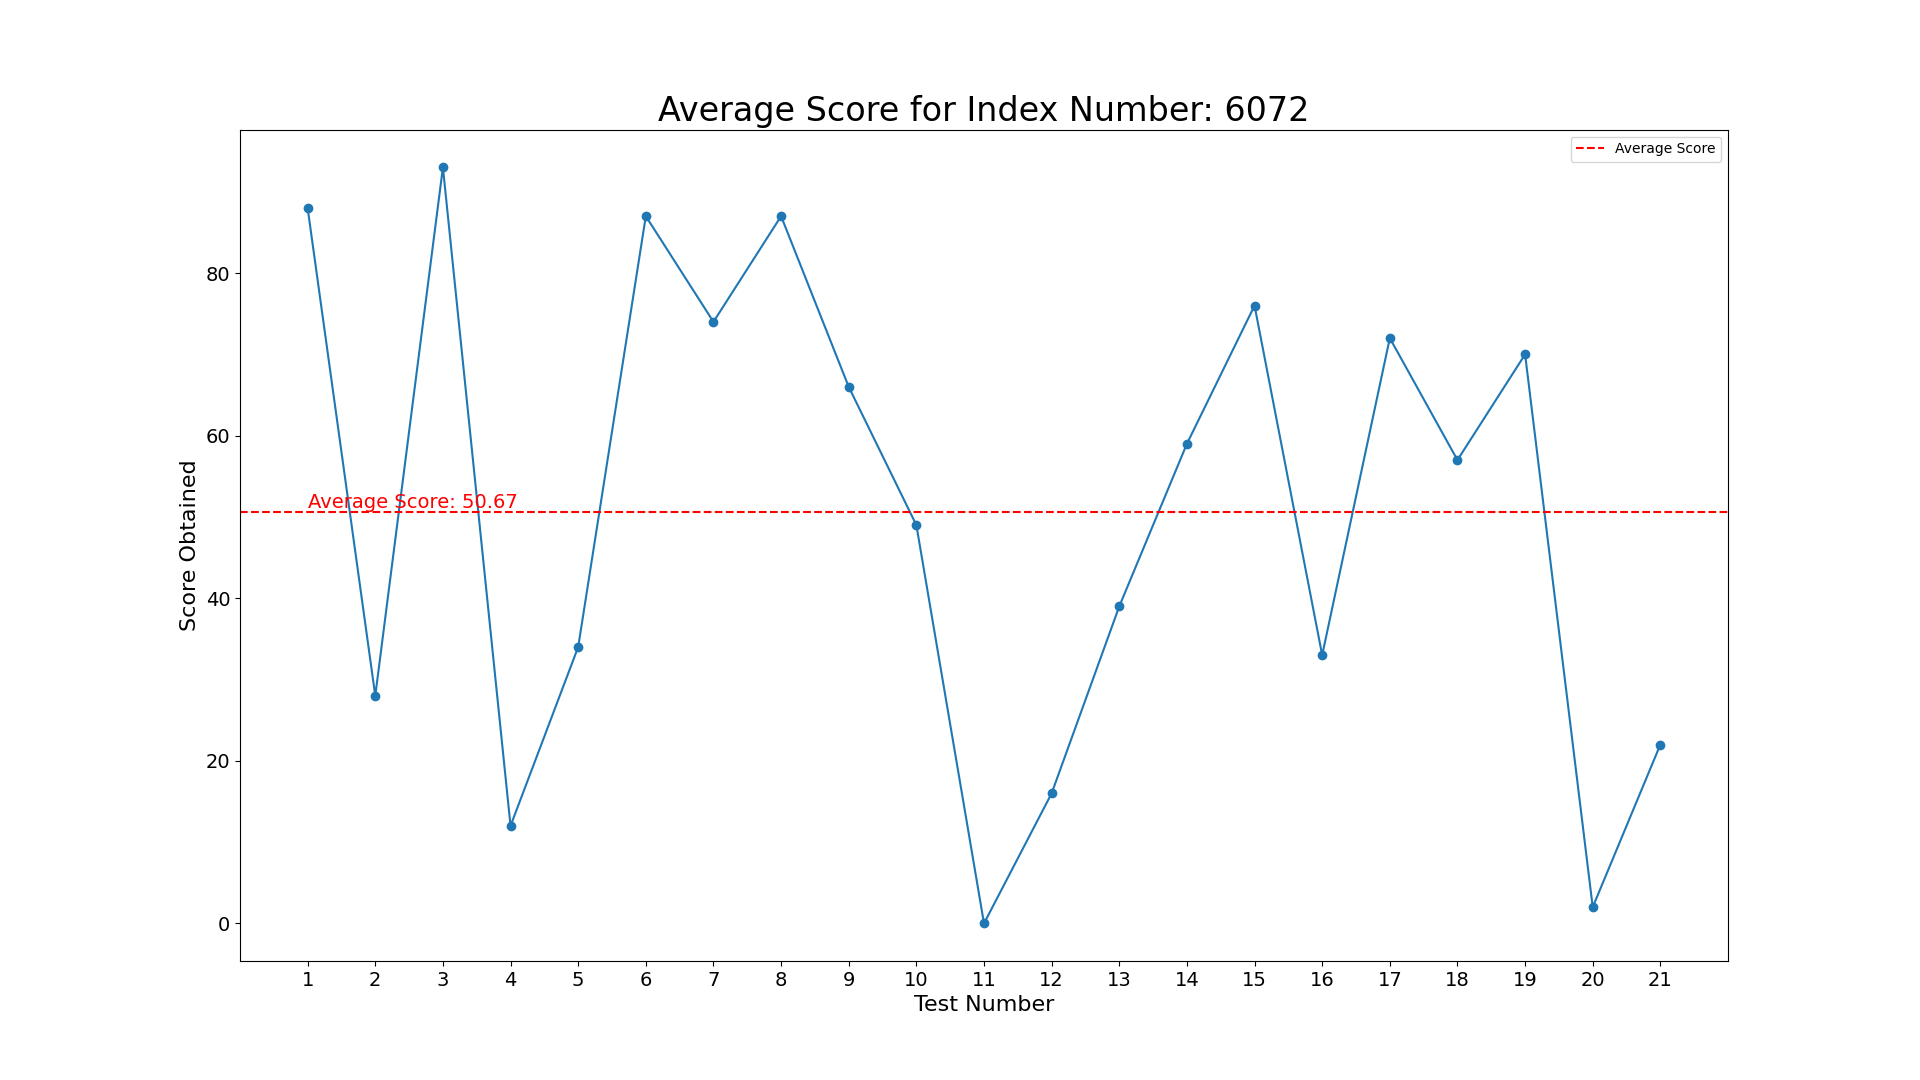 Average Score for Index Number: 6072
Average Score
80
60
40
20
0
Score Obtained
Average Score: 50.67
1 2 3 4 5 6 7 8 9 10 11 12 13 14 15 16 17 18 19 20 21
Test Number